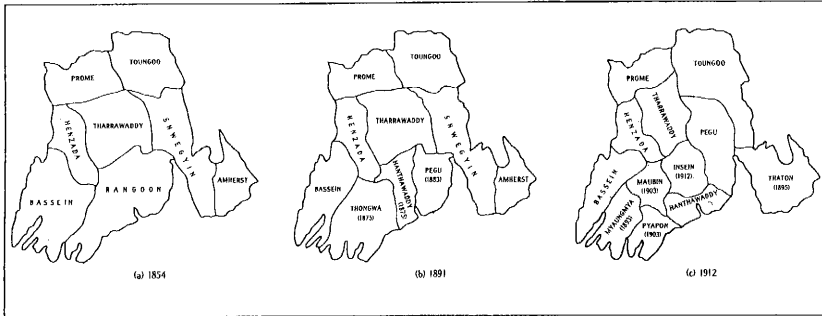 PROME
TOUNGOO
HENZADA
THARRAWADDY
SHWEGYIN
BASSEIN
RANGOON
AMHERST
(a) 1854
PROME
TOUNGOO
HENZADA
THARRAWADDY
SHWEGYIN
BASSEIN
THONGWA
(1875)
HANTHAWADDY
(1875)
PEGU
(1883)
AMHERST
(b) 1891
PROME
TOUNGOO
HENZADA
THARRAWADDY
PEGU
BASSEIN
MAUBIN
(1903)
INSEIN
(1912)
THATON
(1895)
MYAUNGMYA
(1893)
PYAPON
(1903)
HANTHAWADDY
(c) 1912